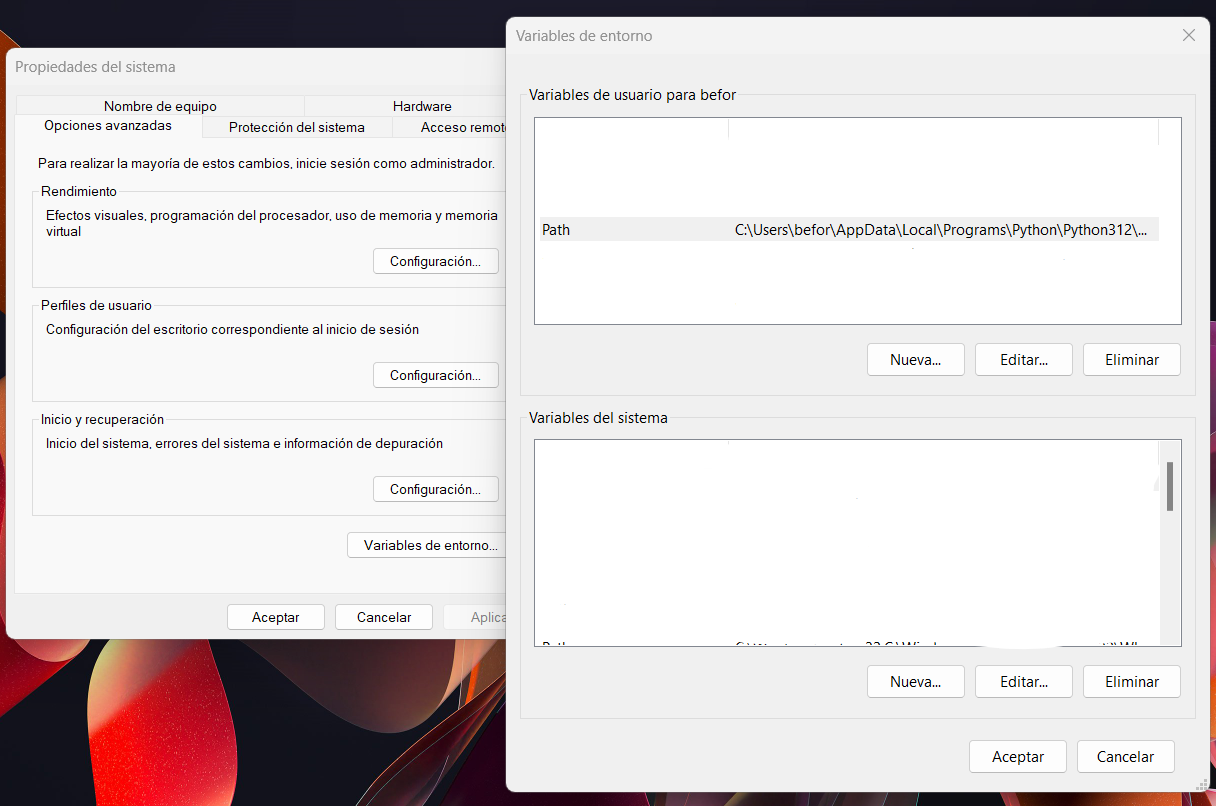 Propiedades del sistema
Nombre de equipo
Hardware
Opciones avanzadas
Protección del sistema
Acceso
Para realizar la mayoría de estos cambios, inicie sesión como administrador.
Rendimiento
Efectos visuales, programación del procesador, uso de memoria y memoria
virtual
Configuración...
Perfiles de usuario
Configuración del escritorio correspondiente al inicio de sesión
Configuración...
Inicio y recuperación
Inicio del sistema, errores del sistema e información de depuración
Configuración...
Variables de entorno...
Aceptar
Cancelar
Variables de entorno
Variables de usuario para befor
Path
C:\Users\befor\AppData\Local\Programs\Python\Python312\...
Nueva...
Editar...
Eliminar
Variables del sistema
Nueva...
Editar...
Eliminar
Aceptar
Cancelar